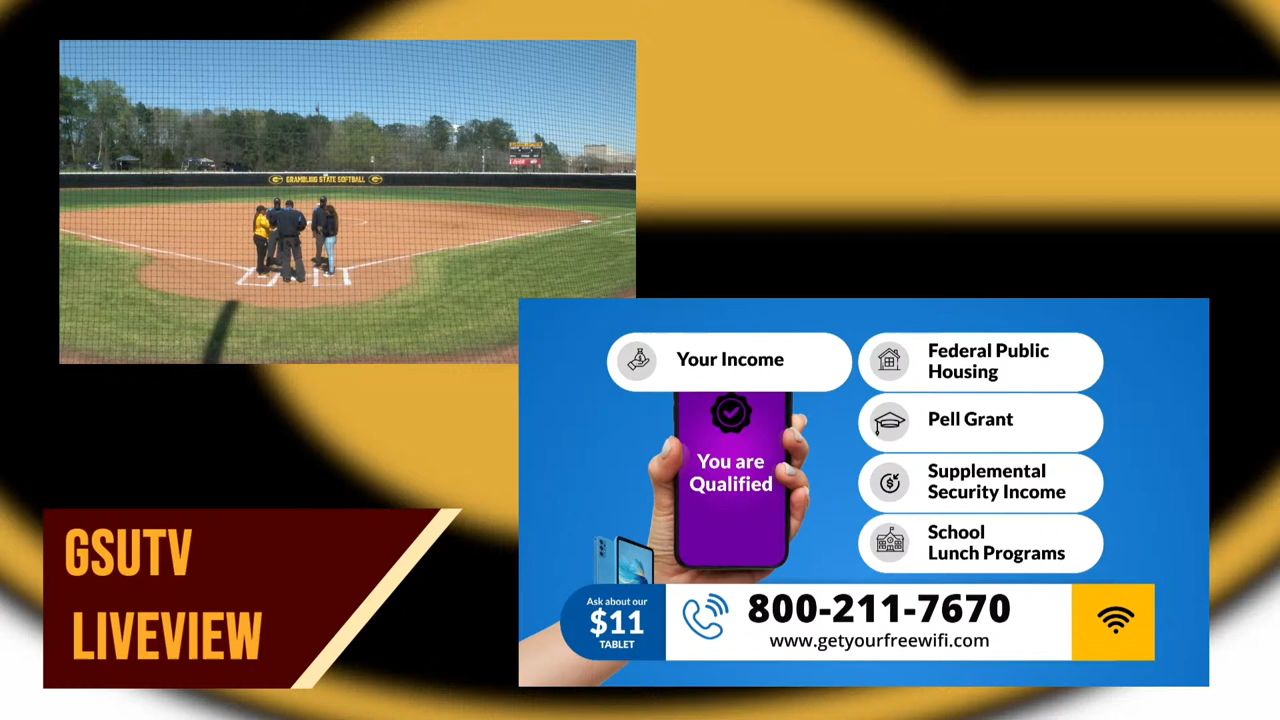 GRAMBLING STATE SOFTBALL
Your Income
Federal Public
Housing
Pell Grant
Supplemental
Security Income
School
Lunch Programs
You are
Qualified
Ask about our
$11
TABLET
800-211-7670
www.getyourfreewifi.com
GSUTV
LIVEVIEW